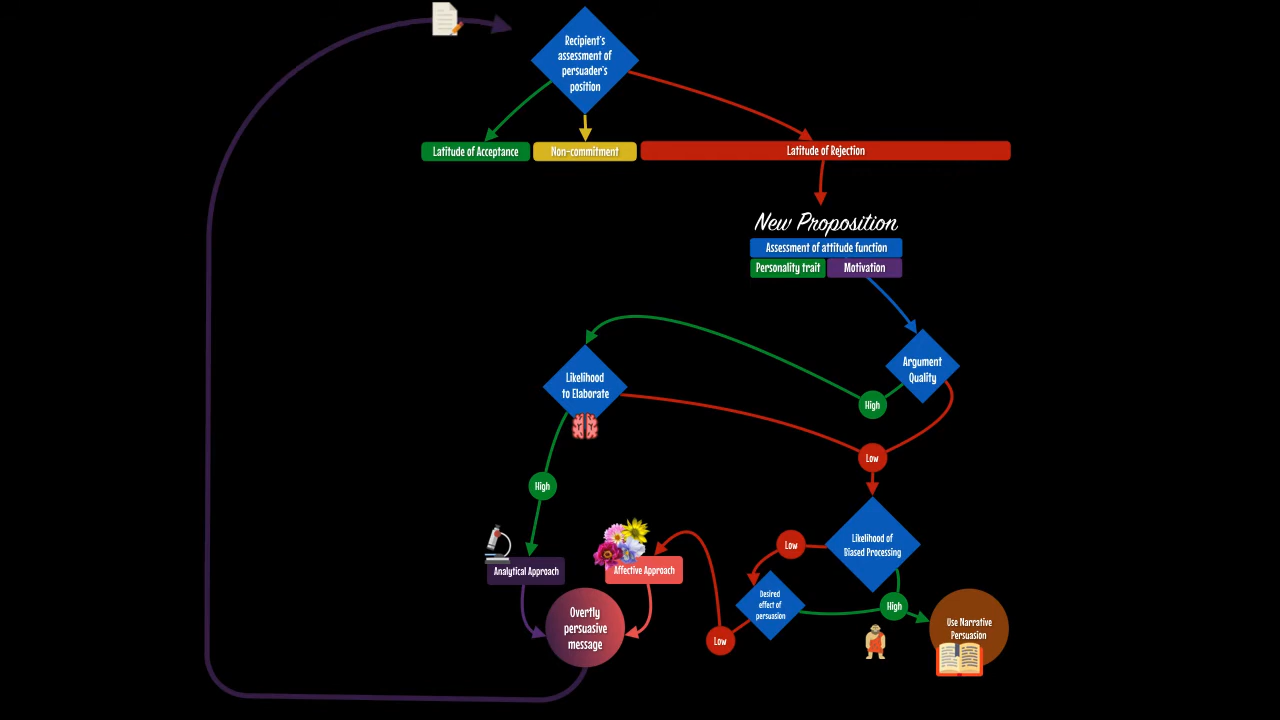 Recipient's
assessment of
persuader's
position
Latitude of Acceptance
Non-commitment
Latitude of Rejection
New Proposition
Assessment of attitude function
Personality trait
Motivation
Argument
Quality
High
Likelihood
to Elaborate
Low
High
Likelihood of
Biased Processing
Low
Analytical Approach
Affective Approach
Desired
effect of
persuasion
High
Low
Overtly
persuasive
message
Use Narrative
Persuasion